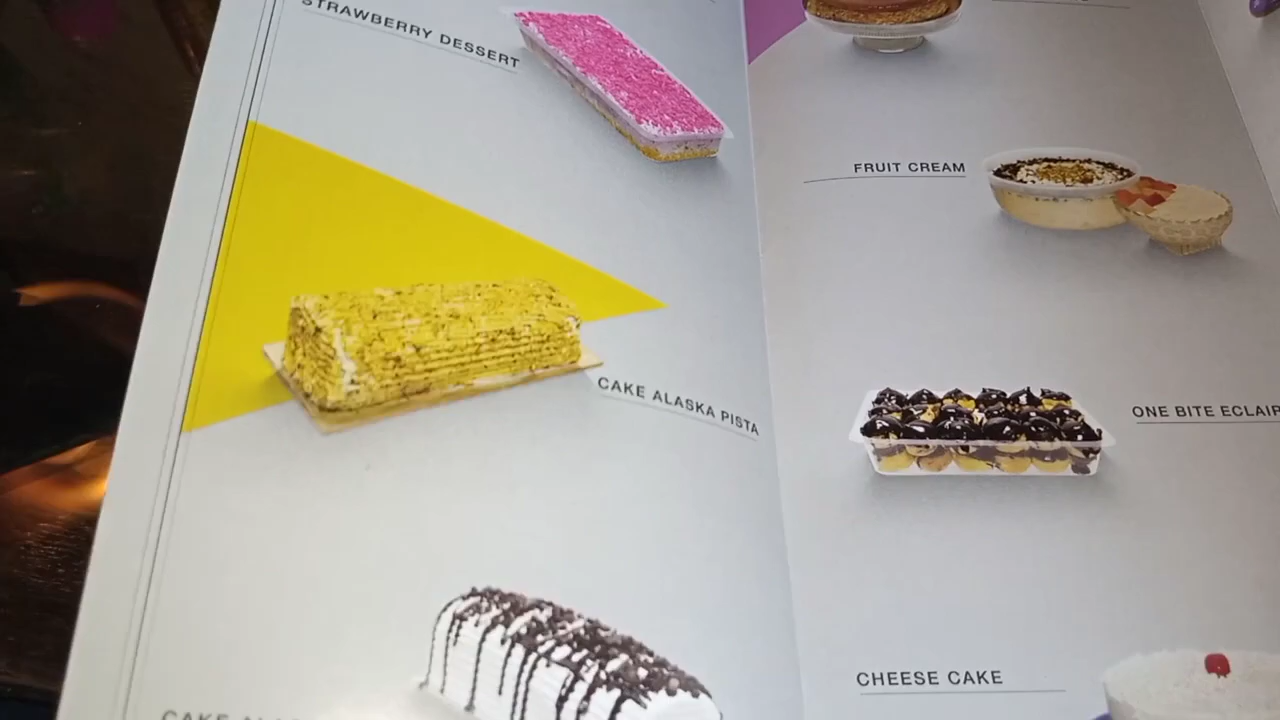 STRAWBERRY DESSERT
CAKE ALASKA PISTA
FRUIT CREAM
ONE BITE ECLAIR
CHEESE CAKE